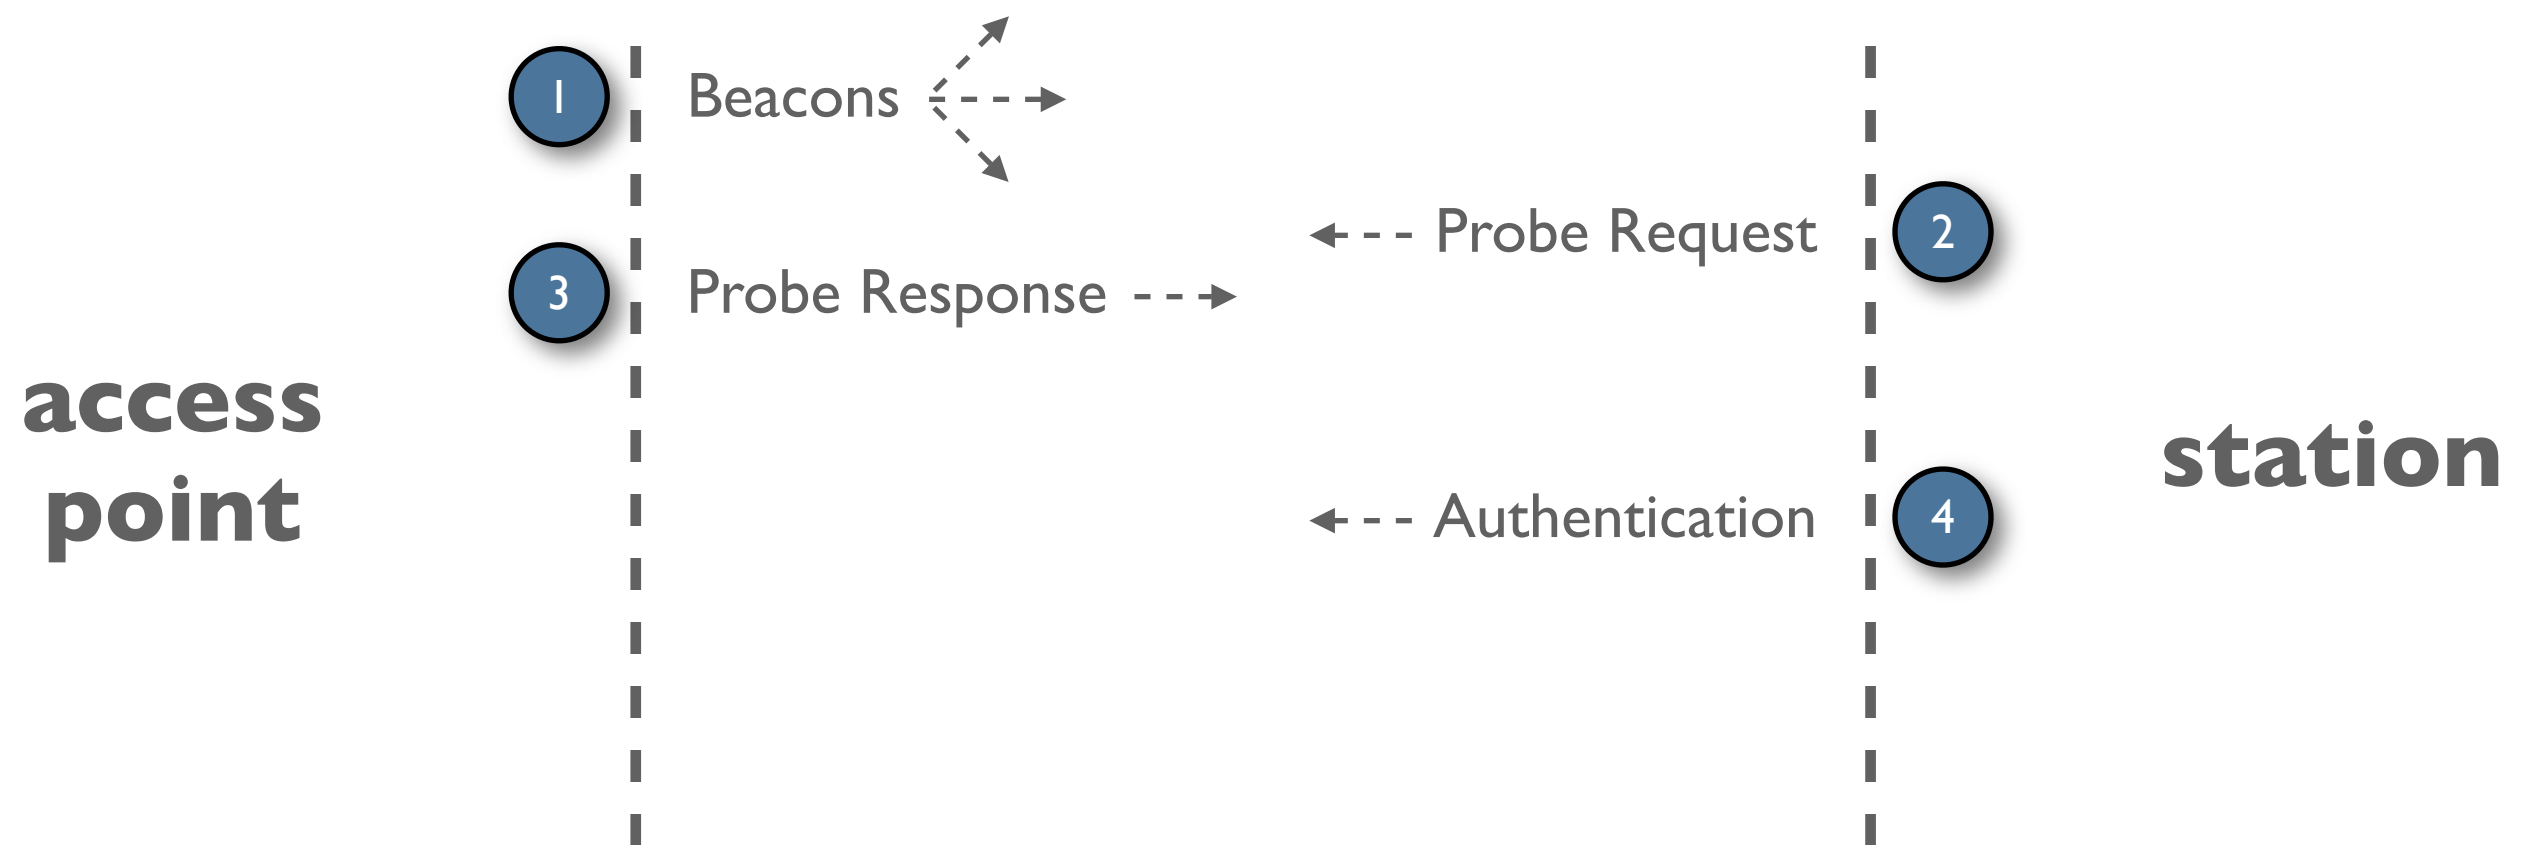 1
Beacons
2
Probe Request
3
Probe Response
access
point
station
4
Authentication